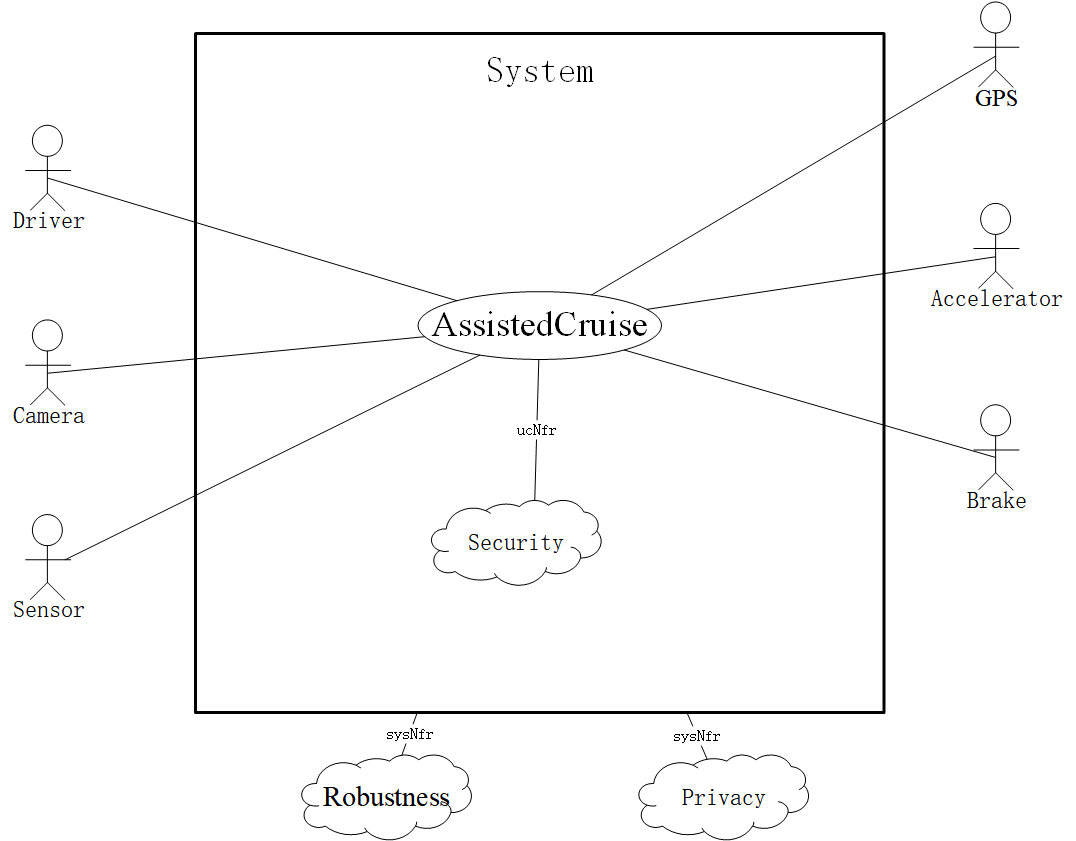 System
GPS
Driver
Accelerator
AssistedCruise
Camera
ucNfr
Brake
Security
Sensor
sysNfr
sysNfr
Robustness
Privacy